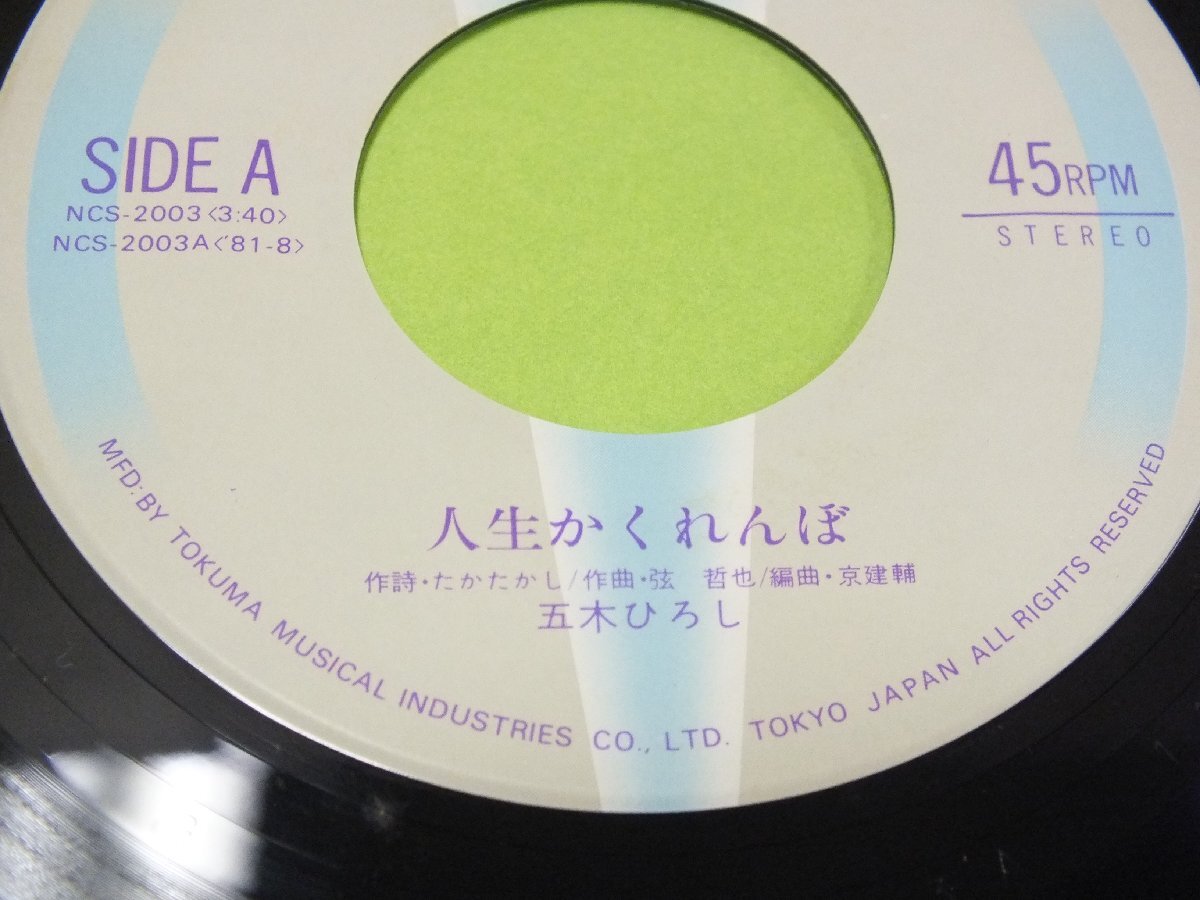 SIDE A
NCS-2003<3:40>
NCS-2003A<'81-8>
45RPM
STEREO
人生かくれんぼ
作詩・たかたかし/作曲・弦　哲也/編曲・京建輔
五木ひろし
MFD: BY TOKUMA MUSICAL INDUSTRIES CO., LTD. TOKYO JAPAN ALL RIGHTS RESERVED